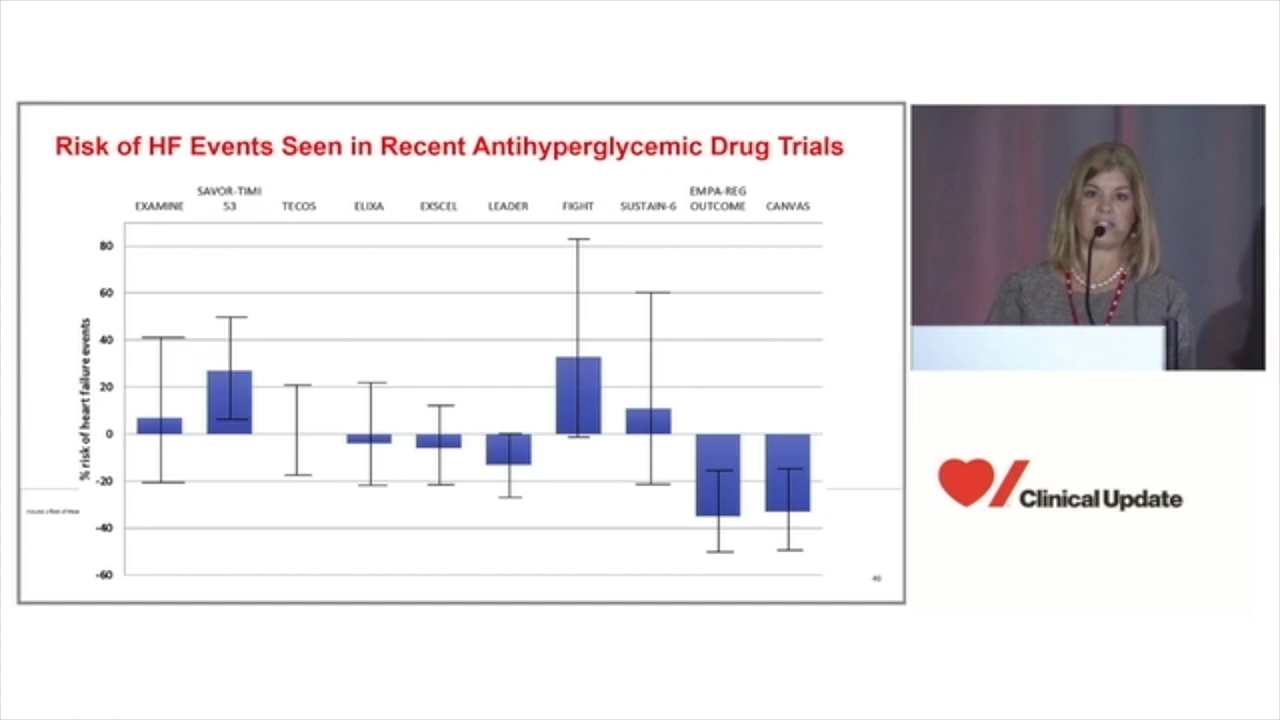 Risk of HF Events Seen in Recent Antihyperglycemic Drug Trials
EXAMINE
SAVOR-TIMI
53
TECOS
ELIXA
EXSCEL
LEADER
FIGHT
SUSTAIN-6
EMPA-REG
OUTCOME
CANVAS
% risk of heart failure events
80
60
40
20
0
-20
-40
-60
Clinical Update